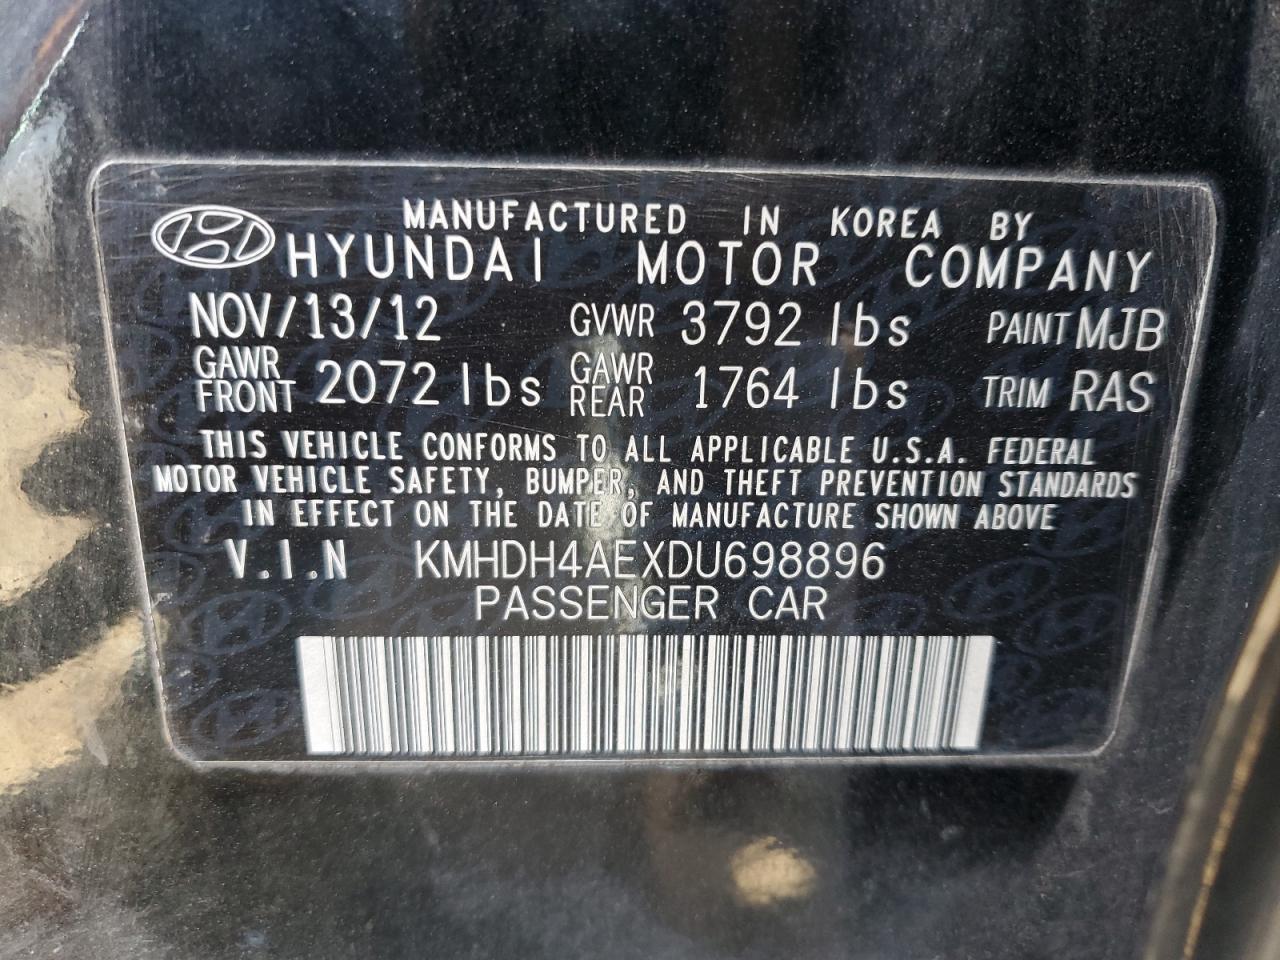 MANUFACTURED IN KOREA BY
HYUNDAI MOTOR COMPANY
NOV/13/12 GVWR 3792 lbs PAINT MJB
GAWR FRONT 2072 lbs GAWR REAR 1764 lbs TRIM RAS
THIS VEHICLE CONFORMS TO ALL APPLICABLE U.S.A. FEDERAL
MOTOR VEHICLE SAFETY, BUMPER, AND THEFT PREVENTION STANDARDS
IN EFFECT ON THE DATE OF MANUFACTURE SHOWN ABOVE
V.I.N KMHDH4AEXDU698896
PASSENGER CAR